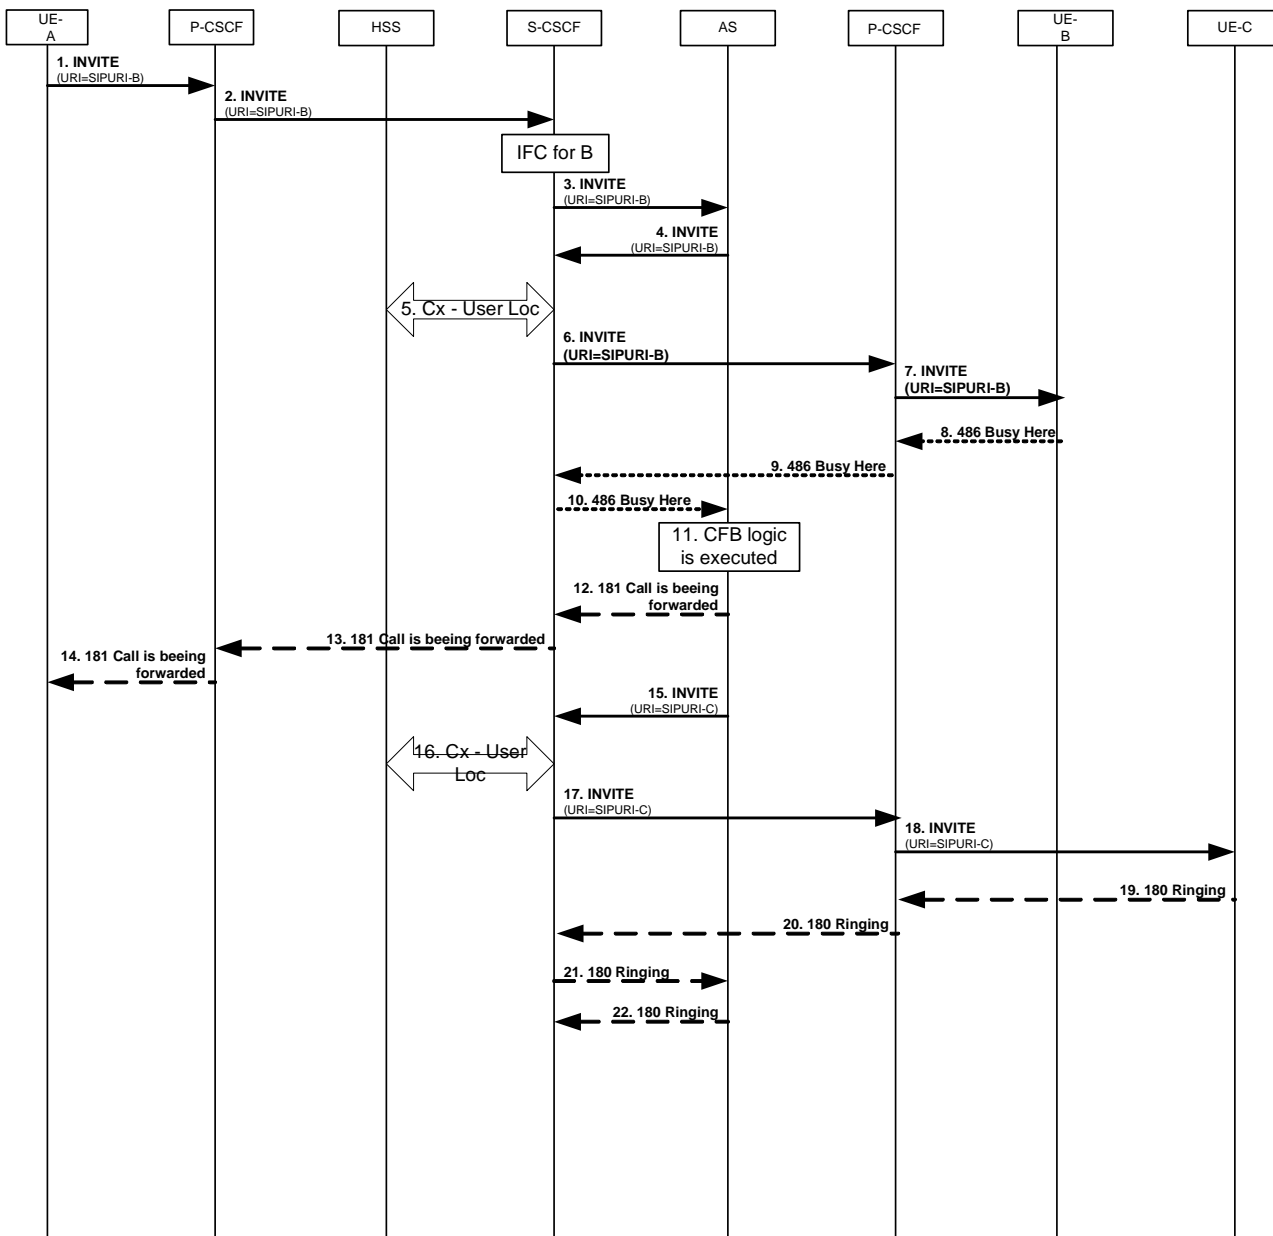 UE-
A
P-CSCF
HSS
S-CSCF
AS
P-CSCF
UE-
B
UE-C
1. INVITE
(URI=SIPURI-B)
2. INVITE
(URI=SIPURI-B)
IFC for B
3. INVITE
(URI=SIPURI-B)
4. INVITE
(URI=SIPURI-B)
5. Cx - User Loc
6. INVITE
(URI=SIPURI-B)
7. INVITE
(URI=SIPURI-B)
8. 486 Busy Here
9. 486 Busy Here
10. 486 Busy Here
11. CFB logic
is executed
12. 181 Call is beeing
forwarded
13. 181 Call is beeing forwarded
14. 181 Call is beeing
forwarded
15. INVITE
(URI=SIPURI-C)
16. Cx - User
Loc
17. INVITE
(URI=SIPURI-C)
18. INVITE
(URI=SIPURI-C)
19. 180 Ringing
20. 180 Ringing
21. 180 Ringing
22. 180 Ringing